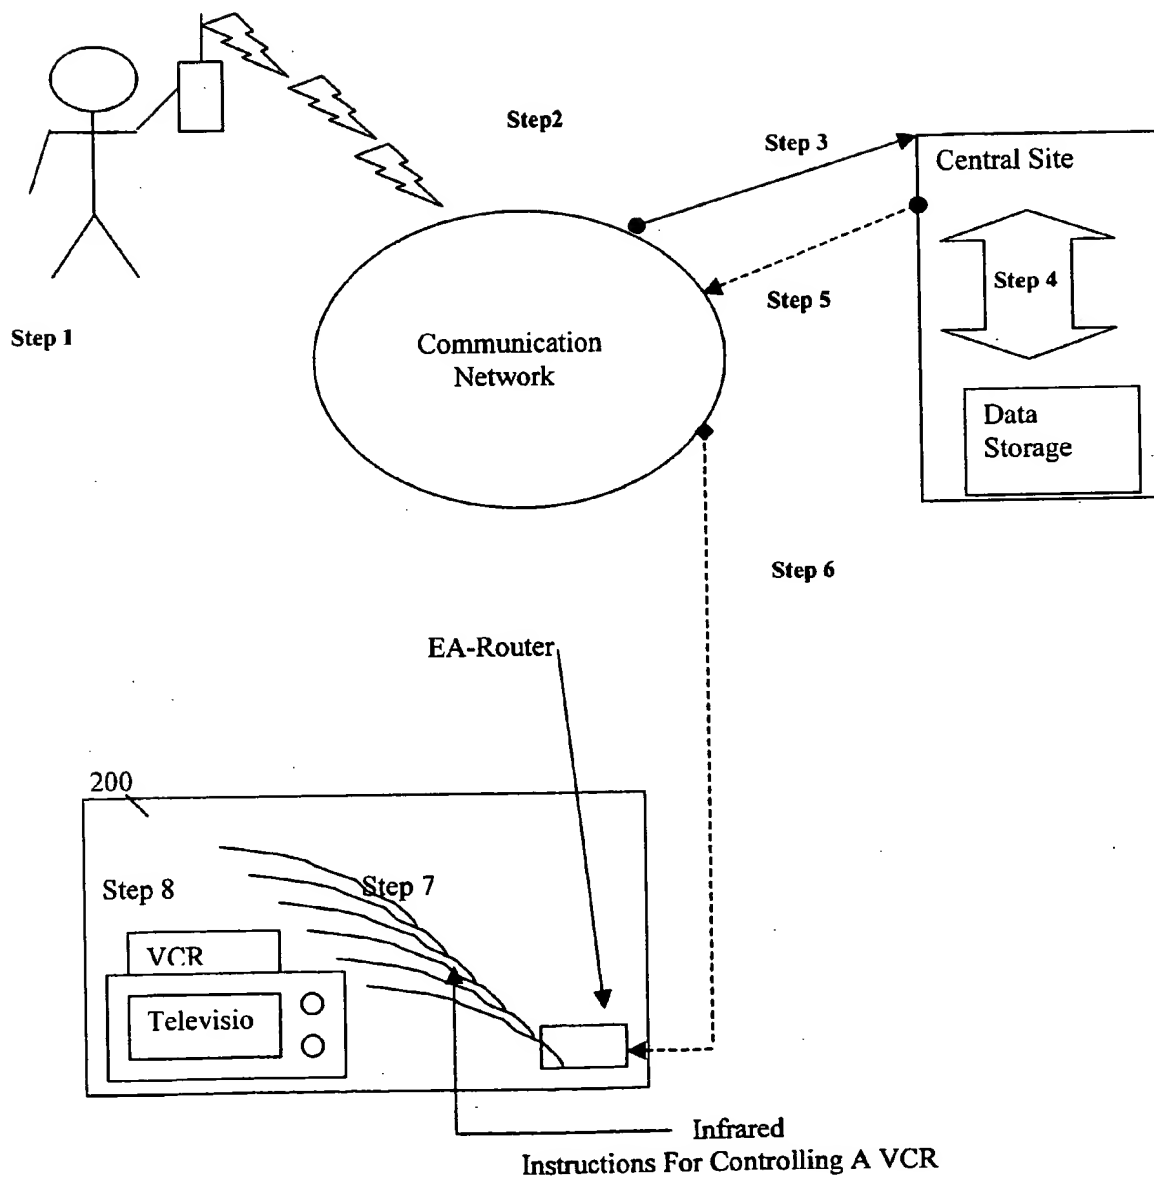 Step2
Step 3
Central Site
Step 4
Step 5
Step 1
Communication
Network
Data
Storage
Step 6
EA-Router
200
Step 8
Step 7
VCR
Televisio
Infrared
Instructions For Controlling A VCR